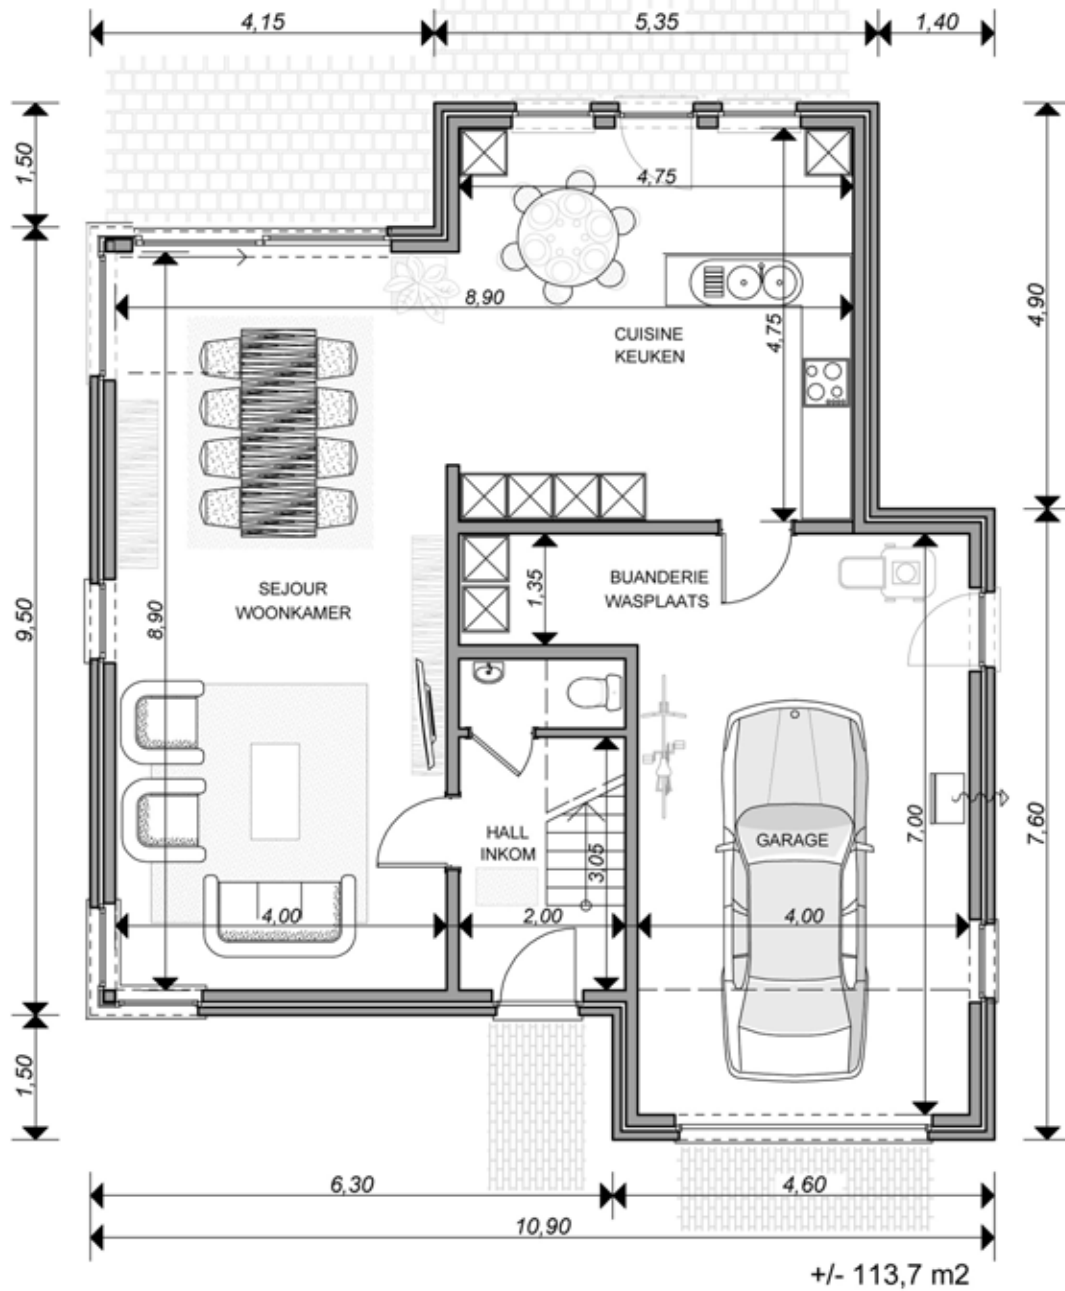 4,15
5,35
1,40
1,50
4,75
4,90
8,90
4,75
CUISINE
KEUKEN
9,50
8,90
SEJOUR
WOONKAMER
1,35
BUANDERIE
WASPLAATS
HALL
INKOM
3,05
GARAGE
7,00
7,60
4,00
2,00
4,00
1,50
6,30
4,60
10,90
+/- 113,7 m2